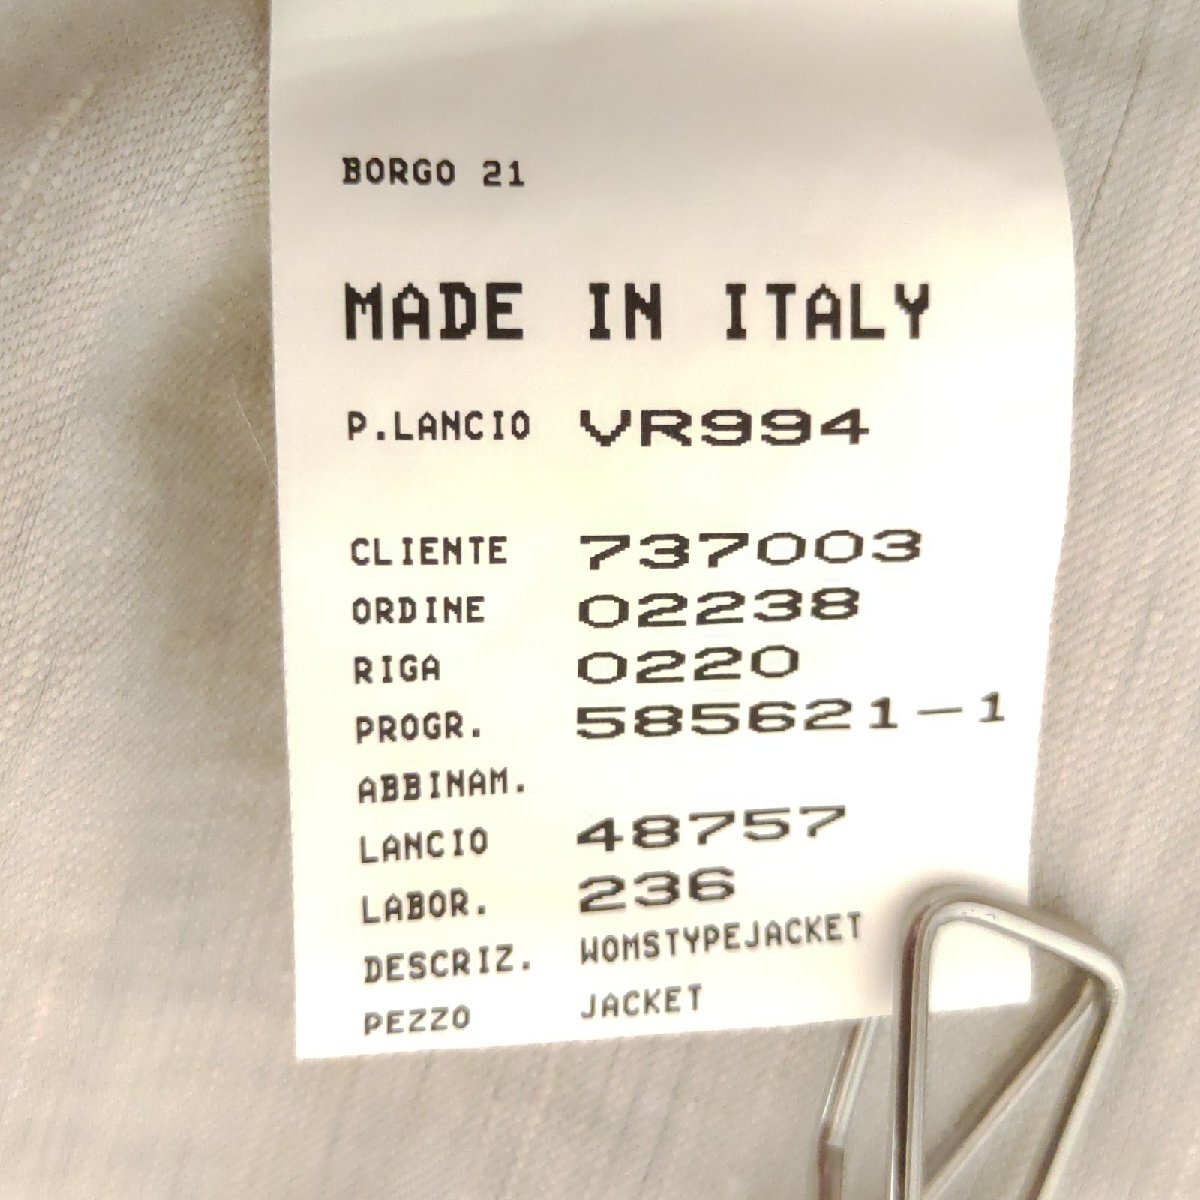 BORGO 21
MADE IN ITALY
P.LANCIO VR994
CLIENTE 737003
ORDINE 02238
RIGA 0220
PROGR. 585621-1
ABBINAM.
LANCIO 48757
LABOR. 236
DESCRIZ. WOMSTYPEJACKET
PEZZO JACKET